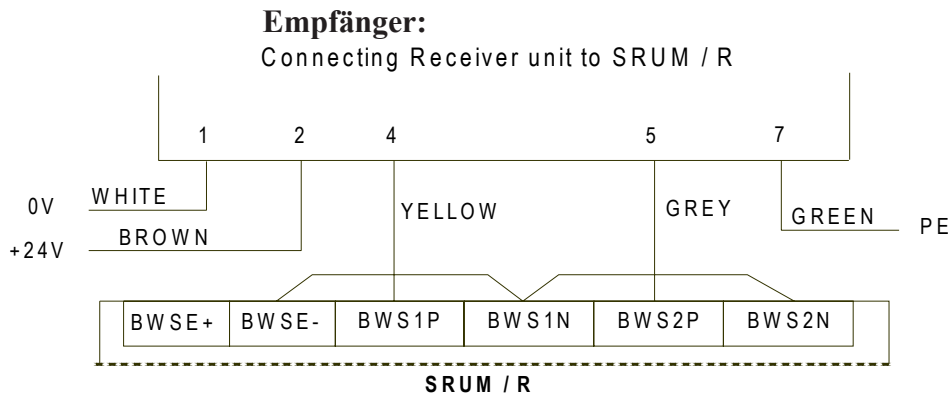 Empfänger:
Connecting Receiver unit to SRUM / R
1 2 4 5 7
WHITE
0V
YELLOW
GREY
GREEN
PE
BROWN
+24V
BWSE+ BWSE- BWS1P BWS1N BWS2P BWS2N
SRUM / R